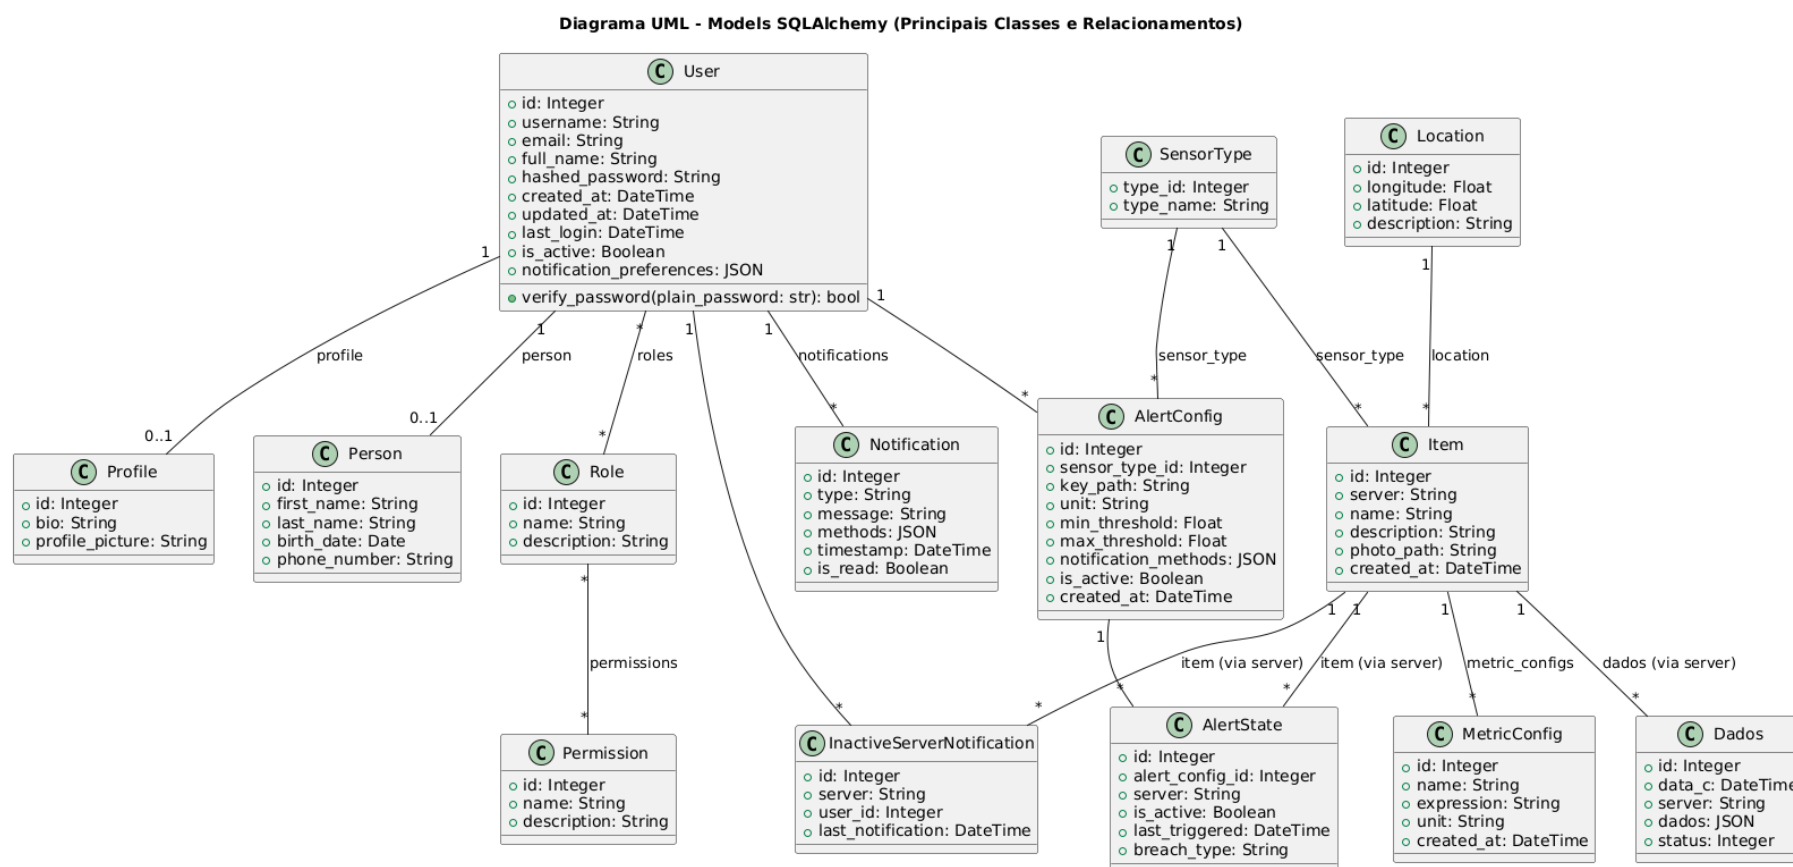 Diagrama UML - Models SQLAlchemy (Principais Classes e Relacionamentos)
C User
id: Integer
username: String
email: String
full_name: String
hashed_password: String
created_at: DateTime
updated_at: DateTime
last_login: DateTime
is_active: Boolean
notification_preferences: JSON
verify_password(plain_password: str): bool
C SensorType
type_id: Integer
type_name: String
C Location
id: Integer
longitude: Float
latitude: Float
description: String
1
1
1
1
1
1
*
1
1
1
profile
person
roles
notifications
sensor_type
sensor_type
location
0..1
0..1
*
*
*
*
*
*
C Profile
id: Integer
bio: String
profile_picture: String
C Person
id: Integer
first_name: String
last_name: String
birth_date: Date
phone_number: String
C Role
id: Integer
name: String
description: String
C Notification
id: Integer
type: String
message: String
methods: JSON
timestamp: DateTime
is_read: Boolean
C AlertConfig
id: Integer
sensor_type_id: Integer
key_path: String
unit: String
min_threshold: Float
max_threshold: Float
notification_methods: JSON
is_active: Boolean
created_at: DateTime
C Item
id: Integer
server: String
name: String
description: String
photo_path: String
created_at: DateTime
*
1
1
1
1
1
permissions
item (via server)
item (via server)
metric_configs
dados (via server)
*
*
*
*
*
*
*
C Permission
id: Integer
name: String
description: String
C InactiveServerNotification
id: Integer
server: String
user_id: Integer
last_notification: DateTime
C AlertState
id: Integer
alert_config_id: Integer
server: String
is_active: Boolean
last_triggered: DateTime
breach_type: String
C MetricConfig
id: Integer
name: String
expression: String
unit: String
created_at: DateTime
C Dados
id: Integer
data_c: DateTime
server: String
dados: JSON
status: Integer